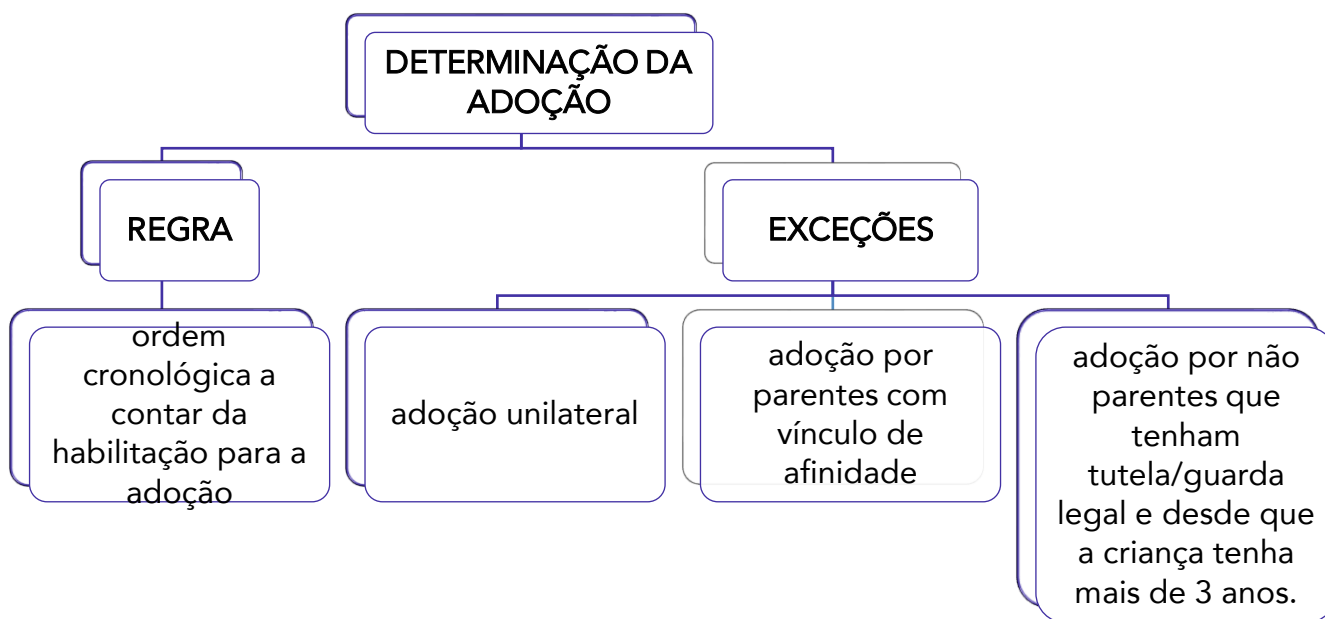 DETERMINAÇÃO DA
ADOÇÃO
REGRA
EXCEÇÕES
ordem
cronológica a
contar da
habilitação para a
adoção
adoção unilateral
adoção por
parentes com
vínculo de
afinidade
adoção por não
parentes que
tenham
tutela/guarda
legal e desde que
a criança tenha
mais de 3 anos.